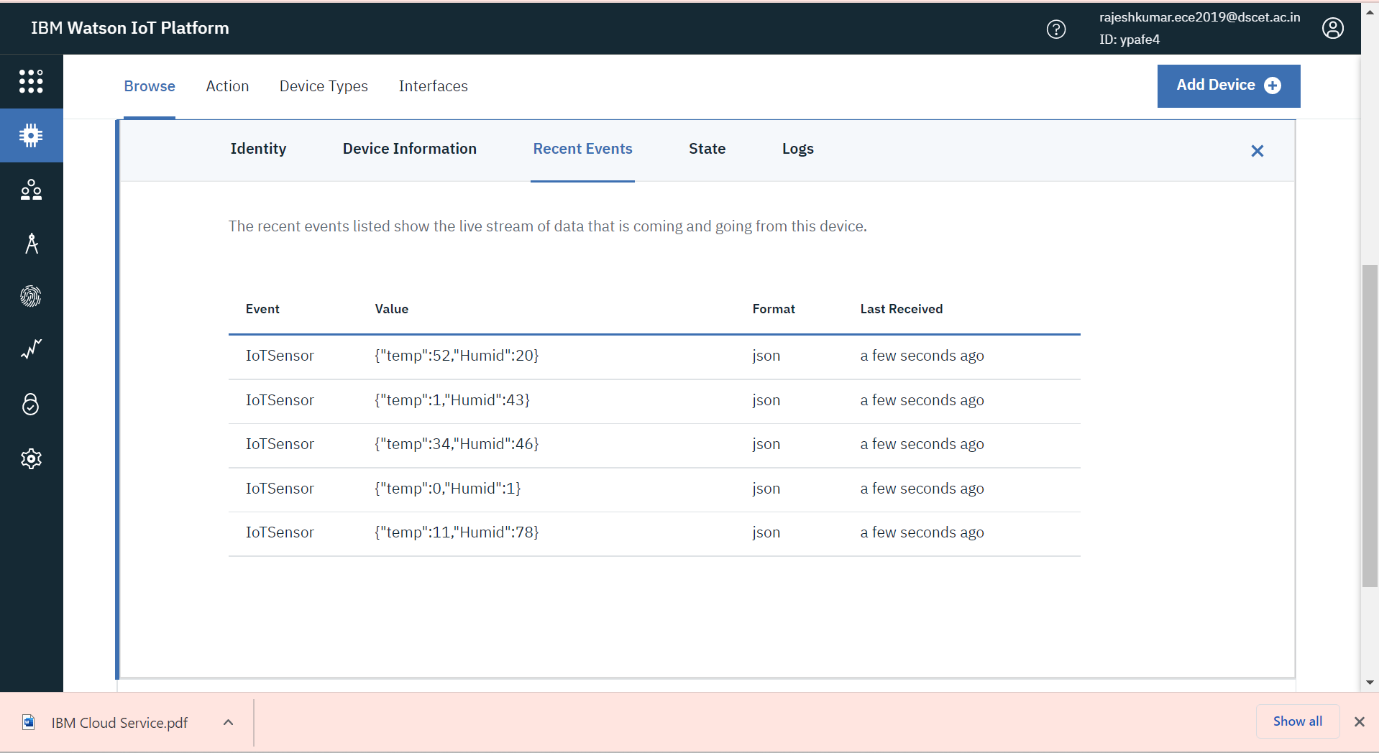 IBM Watson IoT Platform
rajeshkumar.ece2019@dscet.ac.in
ID: ypafe4
Browse Action Device Types Interfaces
Add Device
Identity Device Information Recent Events State Logs
The recent events listed show the live stream of data that is coming and going from this device.
Event Value Format Last Received
IoTSensor {"temp":52,"Humid":20} json a few seconds ago
IoTSensor {"temp":1,"Humid":43} json a few seconds ago
IoTSensor {"temp":34,"Humid":46} json a few seconds ago
IoTSensor {"temp":0,"Humid":1} json a few seconds ago
IoTSensor {"temp":11,"Humid":78} json a few seconds ago
IBM Cloud Service.pdf
Show all